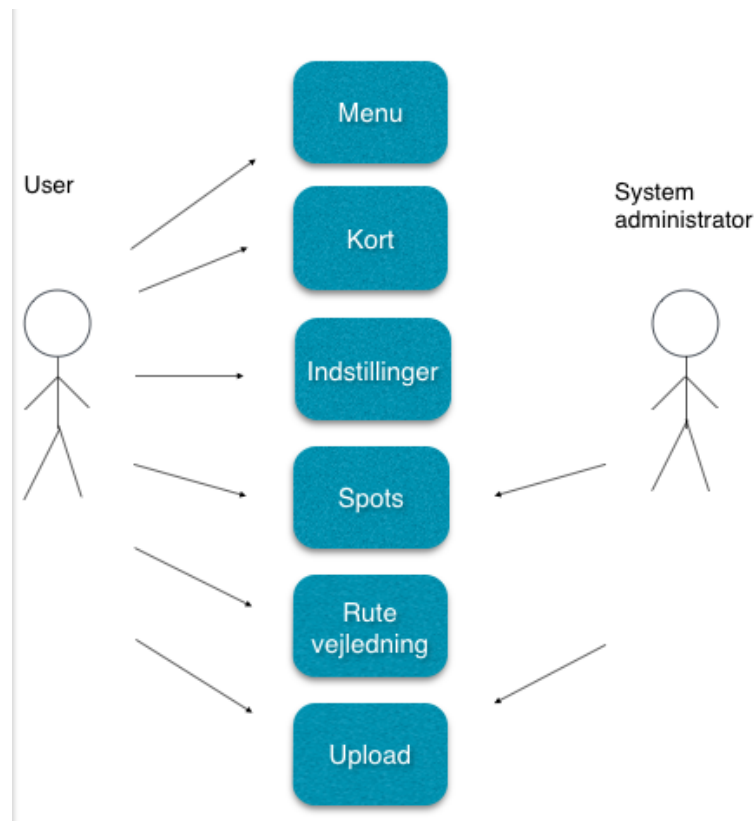 Menu
User
System
administrator
Kort
Indstillinger
Spots
Rute
vejledning
Upload